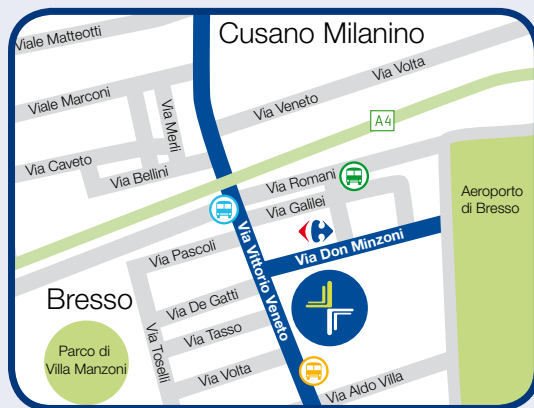 Viale Matteotti
Cusano Milanino
Via Volta
Viale Marconi
Via Merli
Via Veneto
A4
Via Caveto
Via Bellini
Via Romani
Via Galilei
Aeroporto
di Bresso
Via Pascoli
Via Vittorio Veneto
Via Don Minzoni
Bresso
Via De Gatti
Via Toselli
Via Tasso
Parco di
Villa Manzoni
Via Volta
Via Aldo Villa